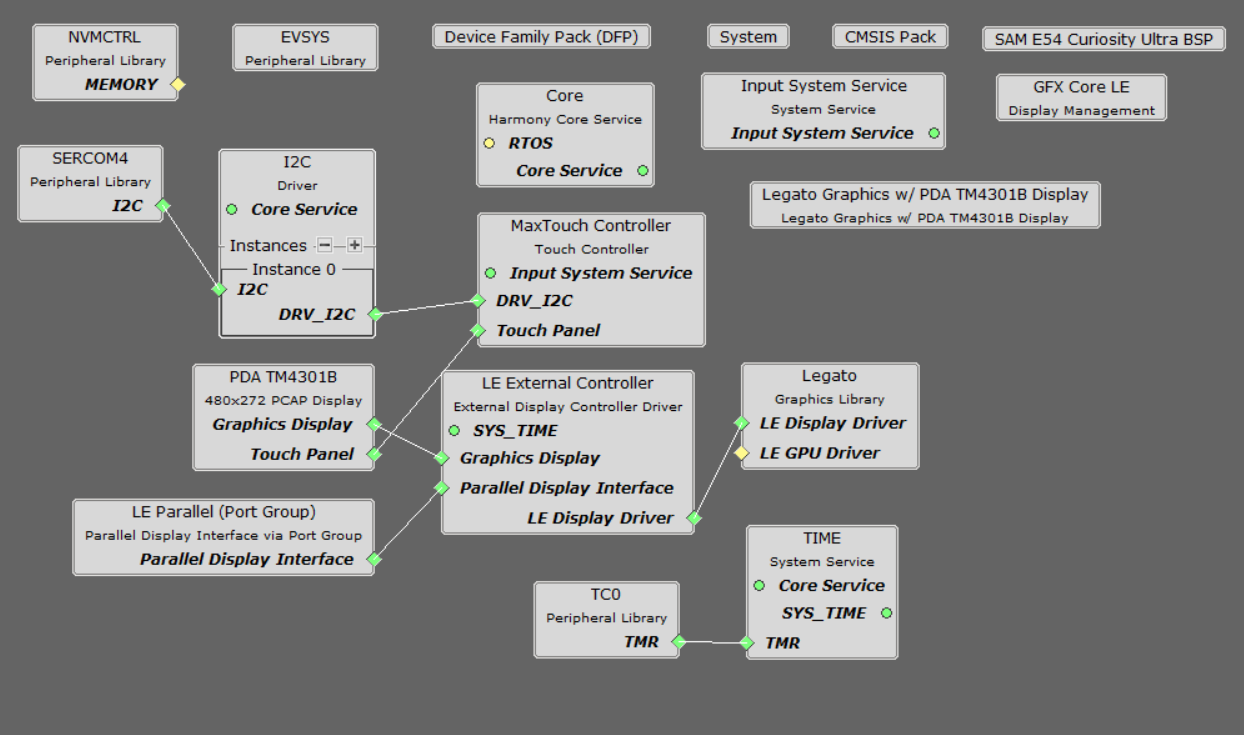 NVMCTRL
Peripheral Library
MEMORY
EVSYS
Peripheral Library
Device Family Pack (DFP)
System
CMSIS Pack
SAM E54 Curiosity Ultra BSP
Core
Harmony Core Service
RTOS
Core Service
Input System Service
System Service
Input System Service
GFX Core LE
Display Management
SERCOM4
Peripheral Library
I2C
I2C
Driver
Core Service
Instances
Instance 0
I2C
DRV_I2C
Legato Graphics w/ PDA TM4301B Display
Legato Graphics w/ PDA TM4301B Display
MaxTouch Controller
Touch Controller
Input System Service
DRV_I2C
Touch Panel
PDA TM4301B
480x272 PCAP Display
Graphics Display
Touch Panel
LE External Controller
External Display Controller Driver
SYS_TIME
Graphics Display
Parallel Display Interface
LE Display Driver
Legato
Graphics Library
LE Display Driver
LE GPU Driver
LE Parallel (Port Group)
Parallel Display Interface via Port Group
Parallel Display Interface
TC0
Peripheral Library
TMR
TIME
System Service
Core Service
SYS_TIME
TMR